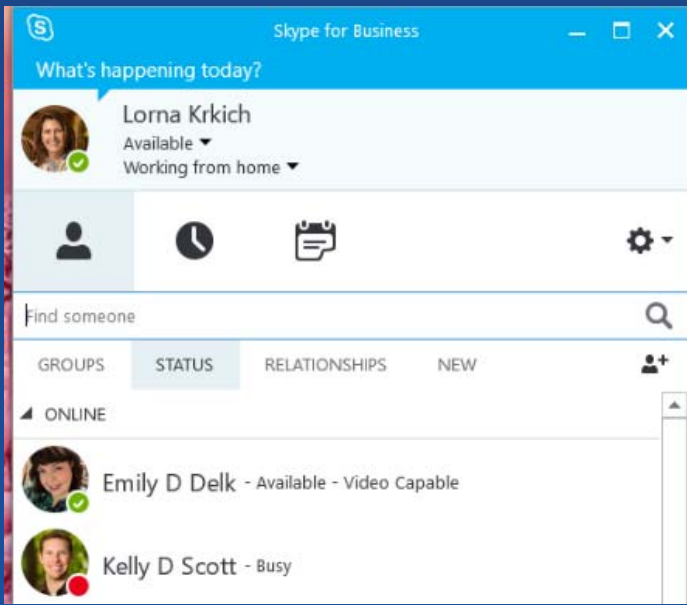 Skype for Business
What's happening today?
Lorna Krkich
Available
Working from home
Find someone
GROUPS STATUS RELATIONSHIPS NEW
ONLINE
Emily D Delk - Available - Video Capable
Kelly D Scott - Busy